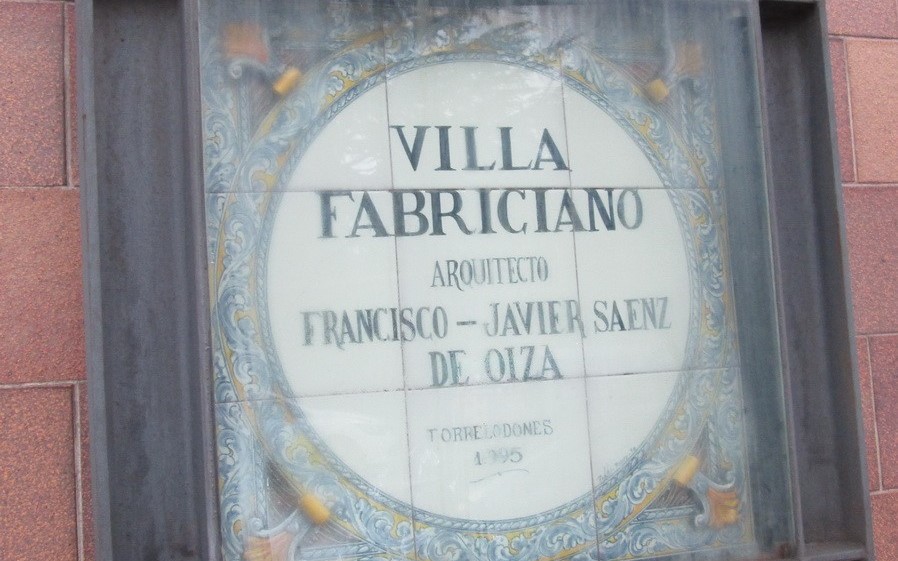 VILLA
FABRICIANO
ARQUITECTO
FRANCISCO - JAVIER SAENZ
DE OIZA
TORRELODONES
1995